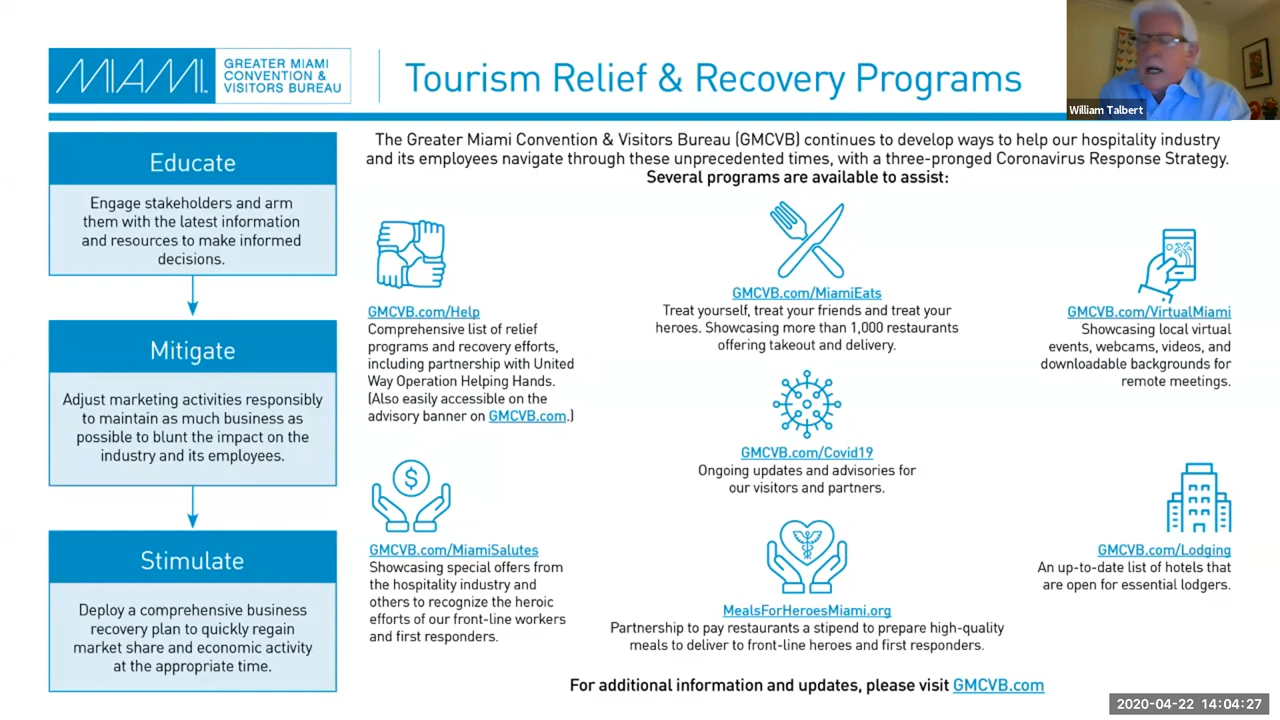 MIAMI
GREATER MIAMI
CONVENTION &
VISITORS BUREAU
Tourism Relief & Recovery Programs
William Talbert
Educate
Engage stakeholders and arm
them with the latest information
and resources to make informed
decisions.
Mitigate
Adjust marketing activities responsibly
to maintain as much business as
possible to blunt the impact on the
industry and its employees.
Stimulate
Deploy a comprehensive business
recovery plan to quickly regain
market share and economic activity
at the appropriate time.
The Greater Miami Convention & Visitors Bureau (GMCVB) continues to develop ways to help our hospitality industry
and its employees navigate through these unprecedented times, with a three-pronged Coronavirus Response Strategy.
Several programs are available to assist:
GMCVB.com/Help
Comprehensive list of relief
programs and recovery efforts,
including partnership with United
Way Operation Helping Hands.
(Also easily accessible on the
advisory banner on GMCVB.com.)
$
GMCVB.com/MiamiSalutes
Showcasing special offers from
the hospitality industry and
others to recognize the heroic
efforts of our front-line workers
and first responders.
GMCVB.com/MiamiEats
Treat yourself, treat your friends and treat your
heroes. Showcasing more than 1,000 restaurants
offering takeout and delivery.
GMCVB.com/Covid19
Ongoing updates and advisories for
our visitors and partners.
MealsForHeroesMiami.org
Partnership to pay restaurants a stipend to prepare high-quality
meals to deliver to front-line heroes and first responders.
GMCVB.com/VirtualMiami
Showcasing local virtual
events, webcams, videos, and
downloadable backgrounds for
remote meetings.
GMCVB.com/Lodging
An up-to-date list of hotels that
are open for essential lodgers.
For additional information and updates, please visit GMCVB.com
2020-04-22 14:04:27